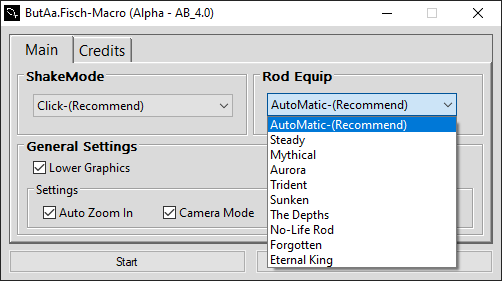 ButAa.Fisch-Macro (Alpha - AB_4.0)
Main
Credits
ShakeMode
Rod Equip
Click-(Recommend)
AutoMatic-(Recommend)
AutoMatic-(Recommend)
Steady
Mythical
Aurora
Trident
Sunken
The Depths
No-Life Rod
Forgotten
Eternal King
General Settings
Lower Graphics
Settings
Auto Zoom In
Camera Mode
Start